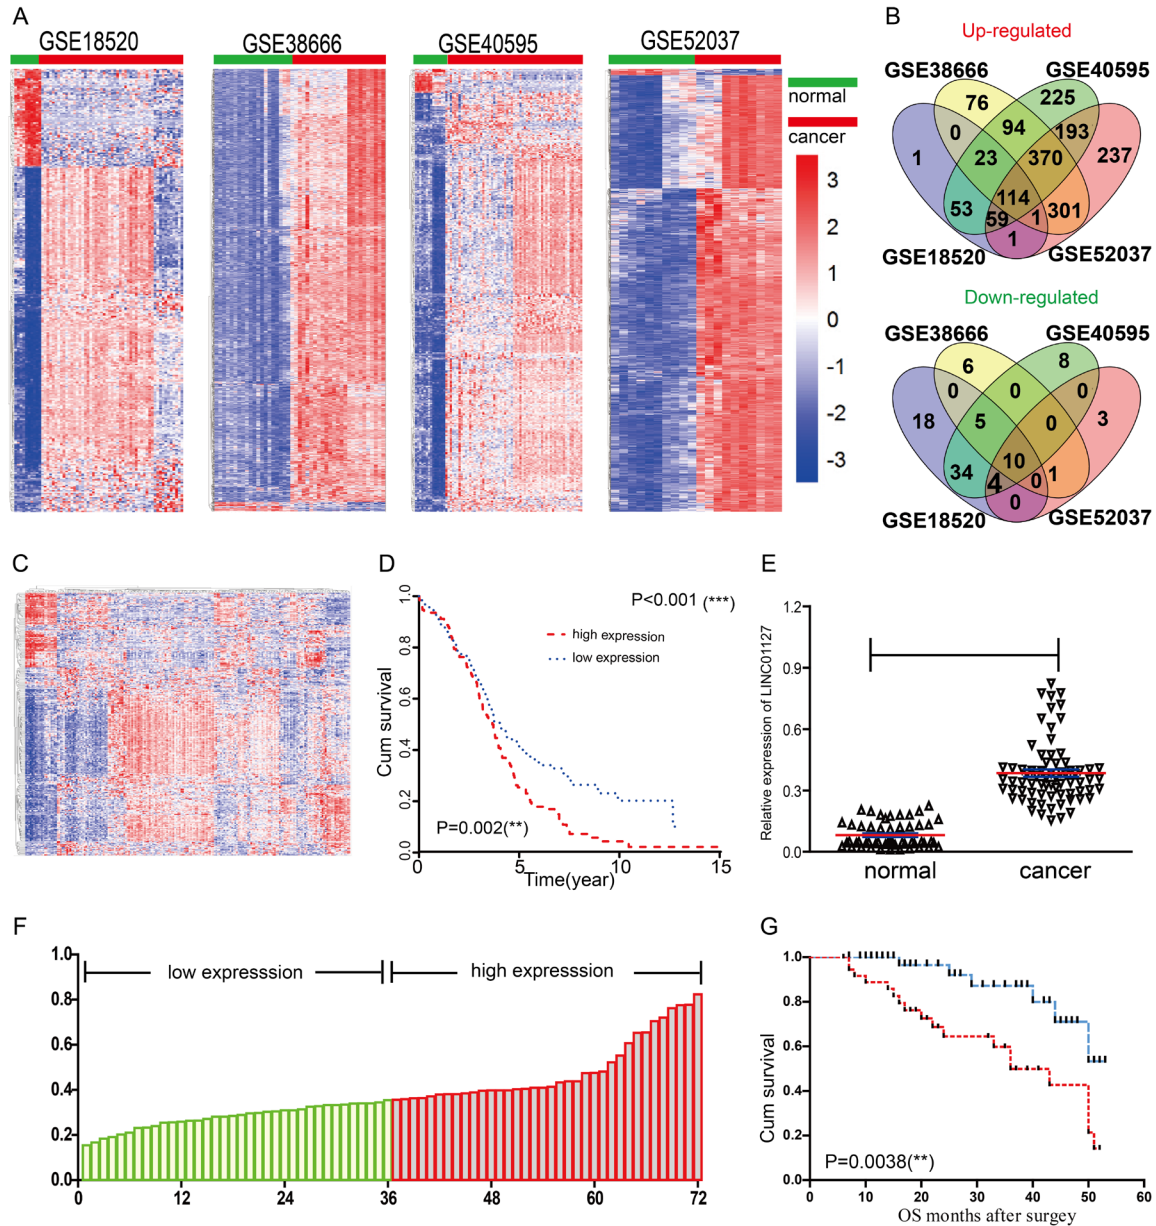 A
GSE18520
GSE38666
GSE40595
GSE52037
normal
cancer
3
2
1
0
-1
-2
-3
B
Up-regulated
GSE38666
GSE40595
76
225
0
94
193
1
23
370
237
114
53
59
1
301
1
GSE18520
GSE52037
Down-regulated
GSE38666
GSE40595
6
8
0
0
0
18
5
0
3
10
34
4
0
1
0
GSE18520
GSE52037
C
D
P<0.001 (***)
high expression
low expression
P=0.002(**)
Cum survival
1.0
0.8
0.6
0.4
0.2
0.0
0
5
10
15
Time(year)
E
Relative expression of LINC01127
1.2
0.9
0.6
0.3
0.0
normal
cancer
F
1.0
0.8
0.6
0.4
0.2
0.0
low expresssion
high expresssion
0
12
24
36
48
60
72
G
Cum survival
1.0
0.8
0.6
0.4
0.2
0.0
P=0.0038(**)
0
10
20
30
40
50
60
OS months after surgey